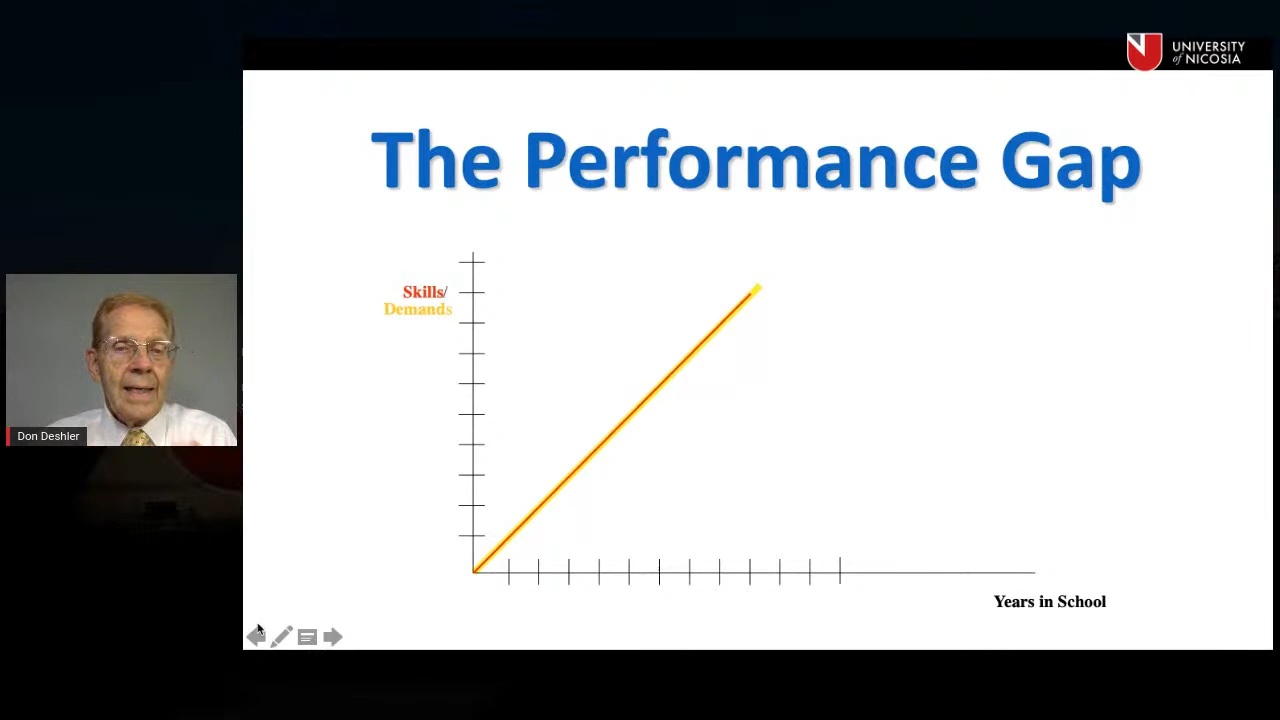 UNIVERSITY
of NICOSIA
The Performance Gap
Skills/
Demands
Don Deshler
Years in School